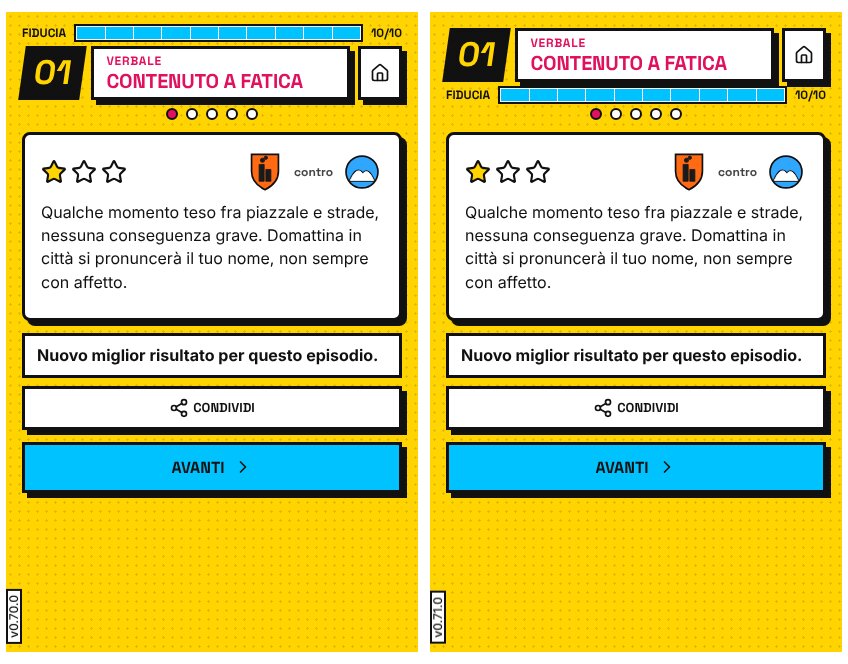 FIDUCIA 10/10
01
VERBALE
CONTENUTO A FATICA
contro
Qualche momento teso fra piazzale e strade,
nessuna conseguenza grave. Domattina in
città si pronuncerà il tuo nome, non sempre
con affetto.
Nuovo miglior risultato per questo episodio.
CONDIVIDI
AVANTI
v0.70.0
01
VERBALE
CONTENUTO A FATICA
FIDUCIA 10/10
contro
Qualche momento teso fra piazzale e strade,
nessuna conseguenza grave. Domattina in
città si pronuncerà il tuo nome, non sempre
con affetto.
Nuovo miglior risultato per questo episodio.
CONDIVIDI
AVANTI
v0.71.0